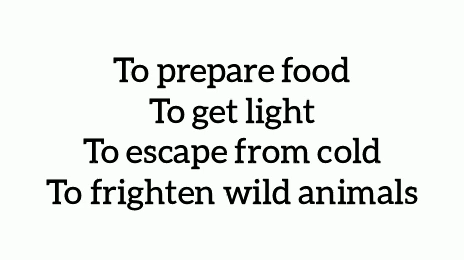 To prepare food
To get light
To escape from cold
To frighten wild animals